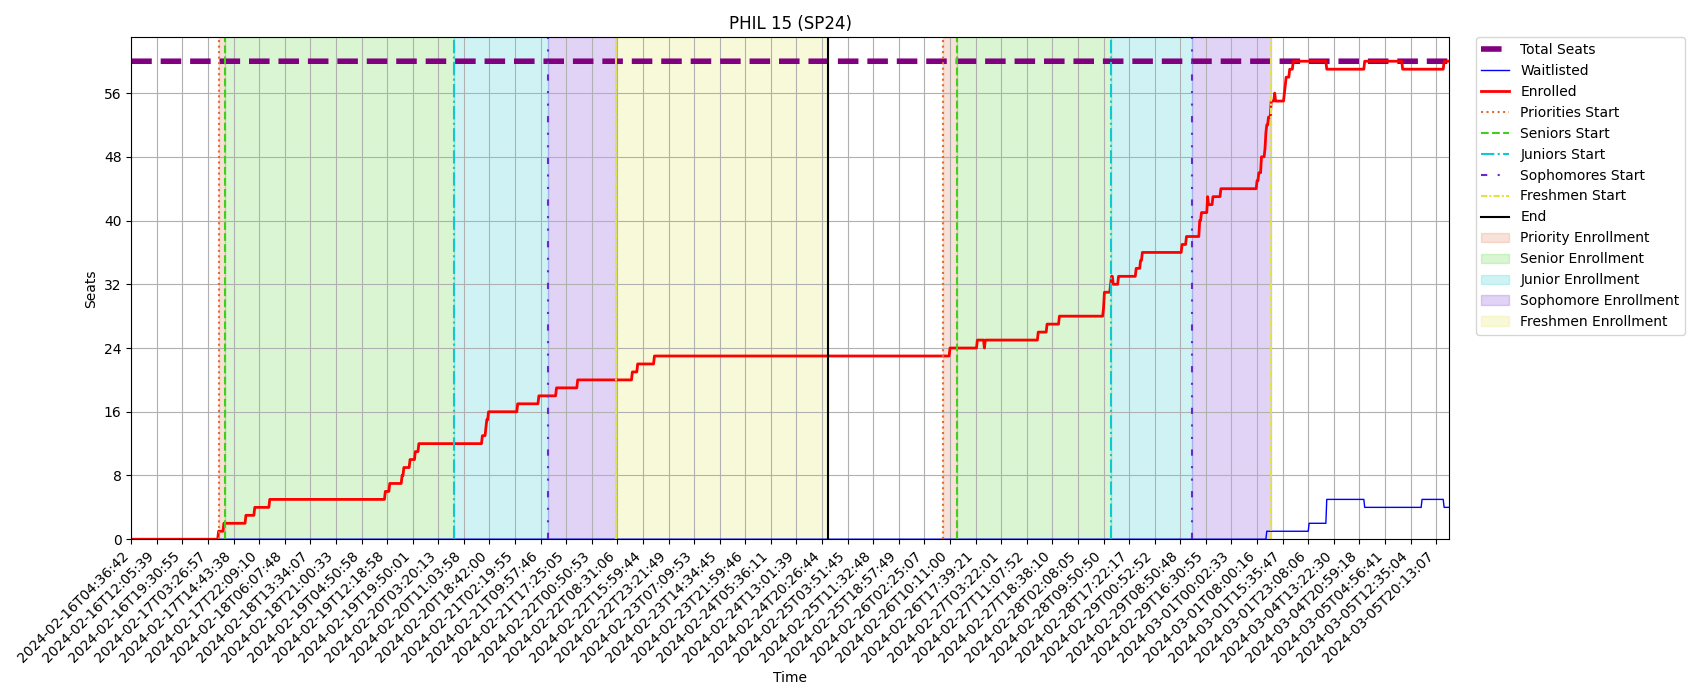 PHIL 15 (SP24)
Seats
56
48
40
32
24
16
8
0
2024-02-16T04:36:42
2024-02-16T12:05:39
2024-02-16T19:30:55
2024-02-17T03:26:57
2024-02-17T14:43:38
2024-02-17T22:09:10
2024-02-18T06:07:48
2024-02-18T13:34:07
2024-02-18T21:00:33
2024-02-19T04:50:58
2024-02-19T12:18:58
2024-02-19T19:50:01
2024-02-20T03:20:13
2024-02-20T11:03:58
2024-02-20T18:42:00
2024-02-21T02:19:55
2024-02-21T09:57:46
2024-02-21T17:25:05
2024-02-22T00:50:53
2024-02-22T08:31:06
2024-02-22T15:59:44
2024-02-22T23:21:49
2024-02-23T07:09:53
2024-02-23T14:34:45
2024-02-23T21:59:46
2024-02-24T05:36:11
2024-02-24T13:01:39
2024-02-24T20:26:44
2024-02-25T03:51:45
2024-02-25T11:32:48
2024-02-25T18:57:49
2024-02-26T02:25:07
2024-02-26T10:11:00
2024-02-26T17:39:21
2024-02-27T03:22:01
2024-02-27T11:07:52
2024-02-27T18:38:10
2024-02-28T02:08:05
2024-02-28T09:50:50
2024-02-28T17:22:17
2024-02-29T00:52:52
2024-02-29T08:50:48
2024-02-29T16:30:55
2024-03-01T00:02:33
2024-03-01T08:00:16
2024-03-01T15:35:47
2024-03-01T23:08:06
2024-03-04T13:22:30
2024-03-04T20:59:18
2024-03-05T04:56:41
2024-03-05T12:35:04
2024-03-05T20:13:07
Time
Total Seats
Waitlisted
Enrolled
Priorities Start
Seniors Start
Juniors Start
Sophomores Start
Freshmen Start
End
Priority Enrollment
Senior Enrollment
Junior Enrollment
Sophomore Enrollment
Freshmen Enrollment